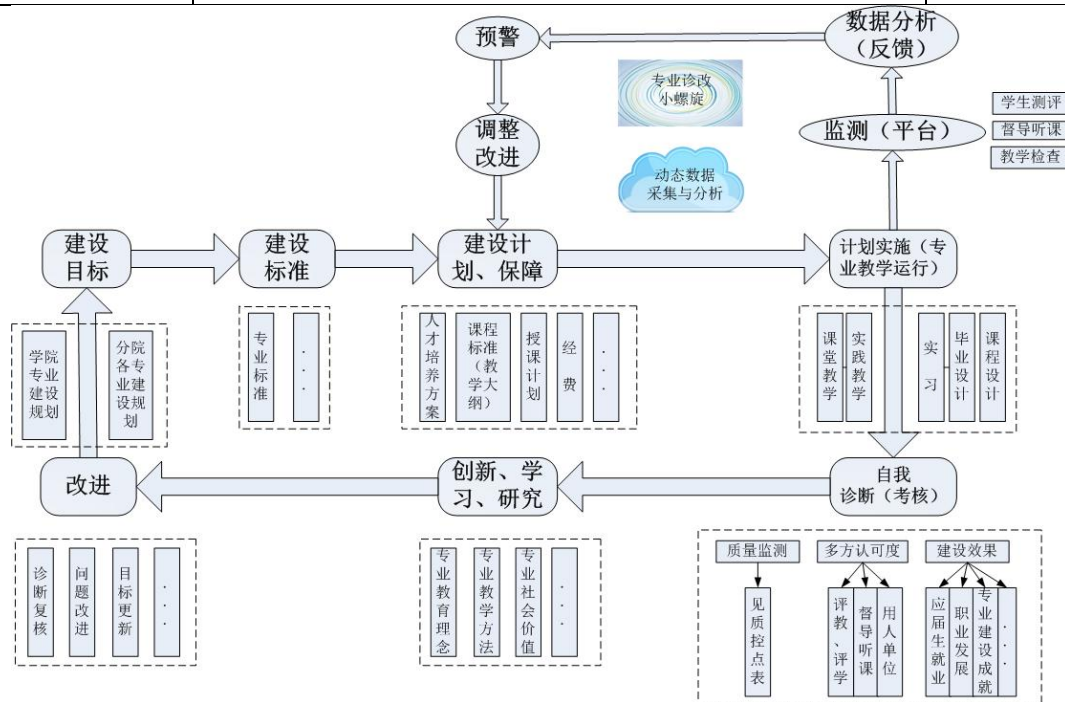 预警
数据分析
（反馈）
专业诊改
小螺旋
调整
改进
监测（平台）
学生测评
督导听课
教学检查
动态数据
采集与分析
建设
目标
建设
标准
建设计
划、保障
计划实施（专
业教学运行）
学院
专业
建设
规划
分院
各专
业建
设规
划
专业标准
...
人才培养方案
课程
标准
（教
学大
纲）
授课计划
经费
...
课堂教学
实践教学
实习
毕业设计
课程设计
改进
创新、学
习、研究
自我
诊断（考核）
诊断复核
问题改进
目标更新
...
专业教育理念
专业教学方法
专业社会价值
...
质量监测
多方认可度
建设效果
见质控点表
评教、评学
督导听课
用人单位
应届生就业
职业发展
专业建设成就
...